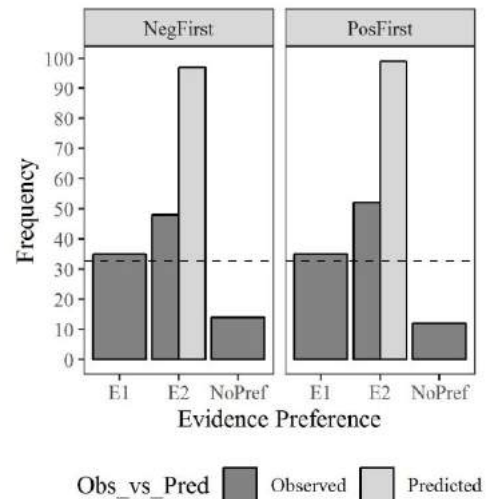 NegFirst PosFirst
100
90
80
70
60
50
40
30
20
10
0
Frequency
E1 E2 NoPref E1 E2 NoPref
Evidence Preference
Obs_vs_Pred Observed Predicted